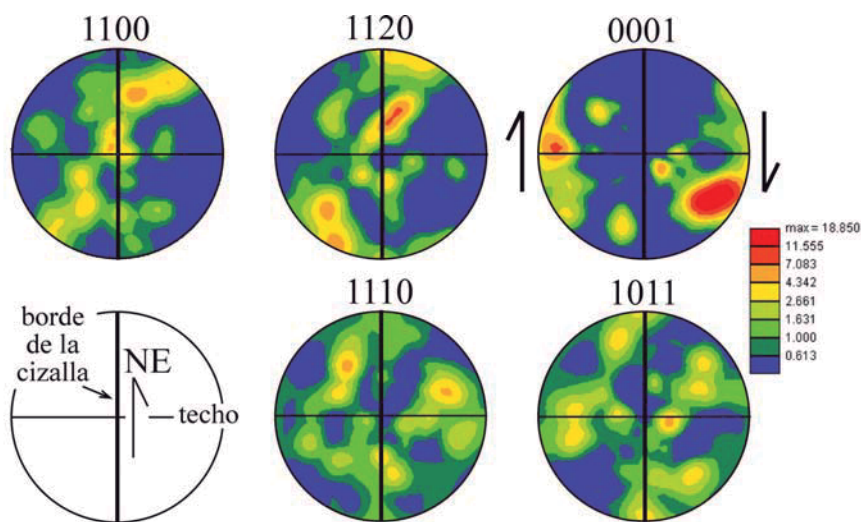 1100
1120
0001
max = 18.850
11.555
7.083
4.342
2.661
1.631
1.000
0.613
1110
1011
borde
de la
cizalla
NE
techo